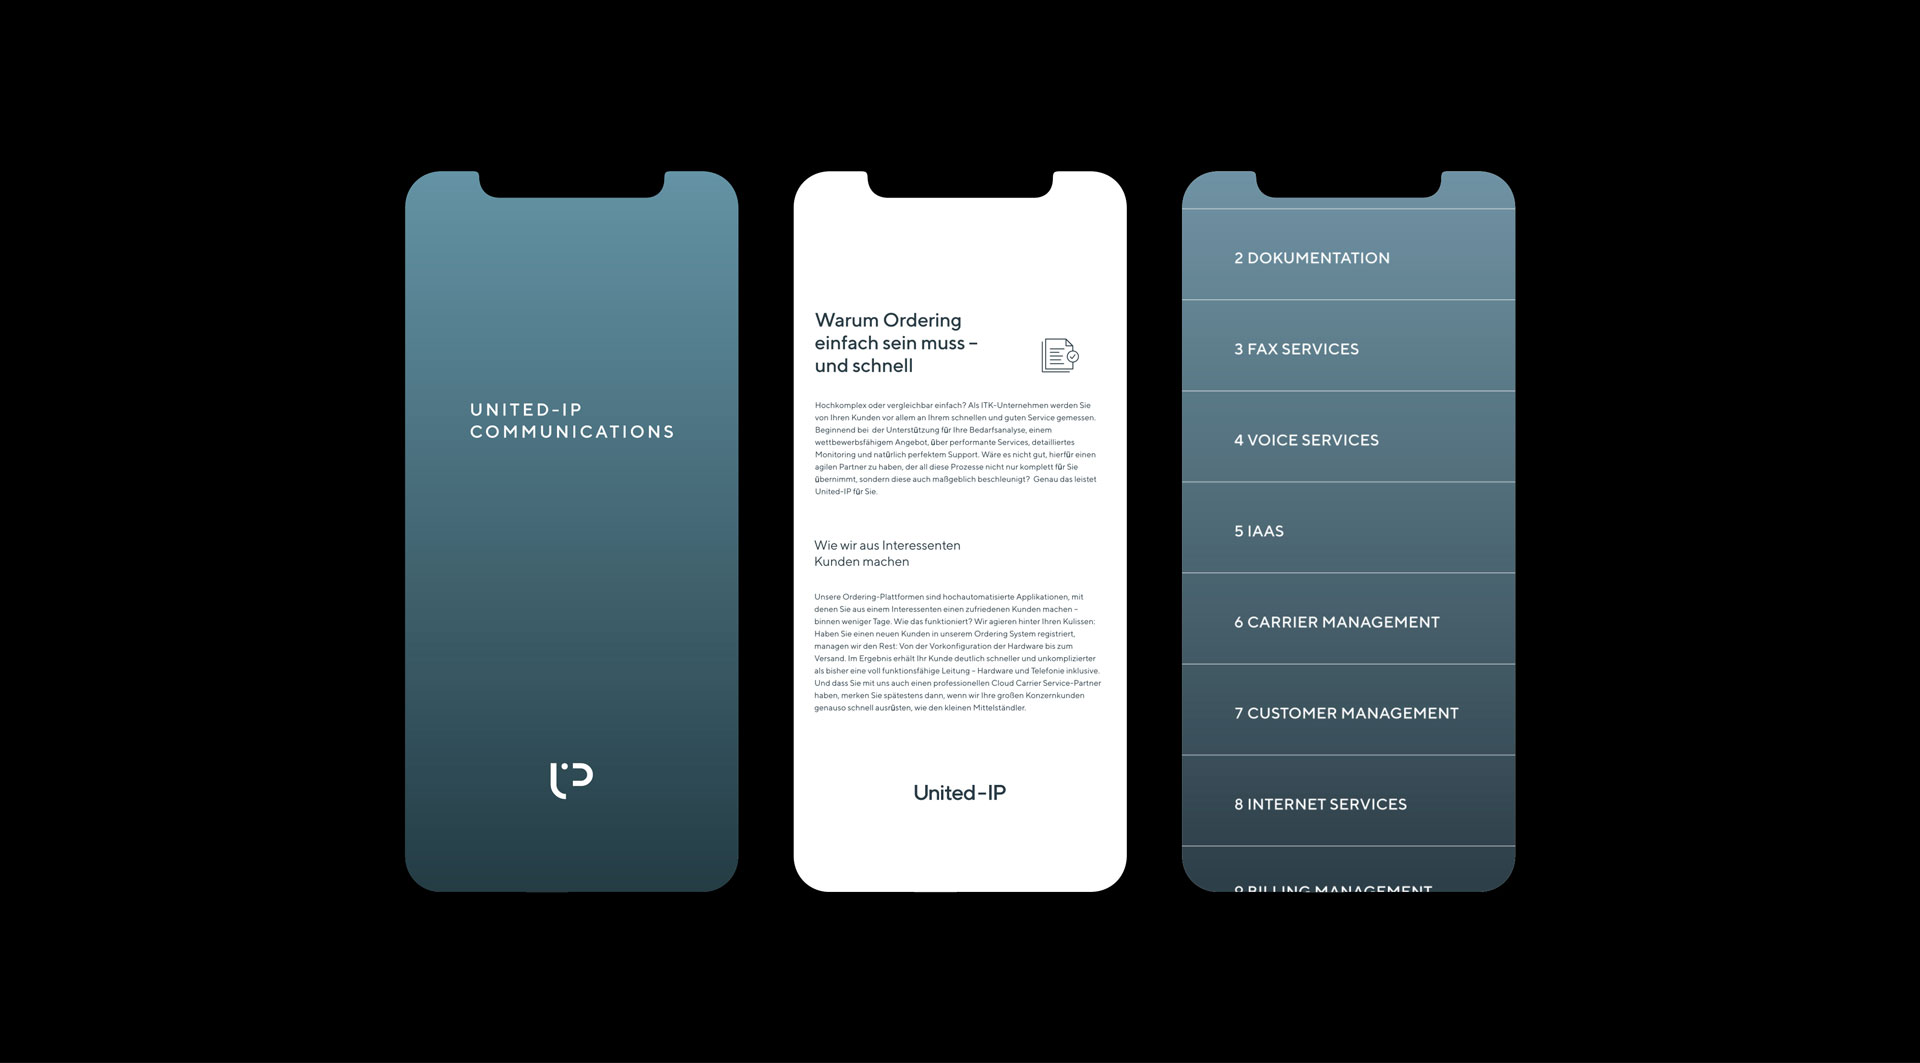 UNITED-IP
COMMUNICATIONS
Warum Ordering
einfach sein muss –
und schnell
Hochkomplex oder vergleichbar einfach? Als ITK-Unternehmen werden Sie
von Ihren Kunden vor allem an Ihrem schnellen und guten Service gemessen.
Beginnend bei  der Unterstützung für Ihre Bedarfsanalyse, einem
wettbewerbsfähigem Angebot, über performante Services, detailliertes
Monitoring und natürlich perfektem Support. Wäre es nicht gut, hierfür einen
agilen Partner zu haben, der all diese Prozesse nicht nur komplett für Sie
übernimmt, sondern diese auch maßgeblich beschleunigt?  Genau das leistet
United-IP für Sie.
Wie wir aus Interessenten
Kunden machen
Unsere Ordering-Plattformen sind hochautomatisierte Applikationen, mit
denen Sie aus einem Interessenten einen zufriedenen Kunden machen –
binnen weniger Tage. Wie das funktioniert? Wir agieren hinter Ihren Kulissen:
Haben Sie einen neuen Kunden in unserem Ordering System registriert,
managen wir den Rest: Von der Vorkonfiguration der Hardware bis zum
Versand. Im Ergebnis erhält Ihr Kunde deutlich schneller und unkomplizierter
als bisher eine voll funktionsfähige Leitung – Hardware und Telefonie inklusive.
Und dass Sie mit uns auch einen professionellen Cloud Carrier Service-Partner
haben, merken Sie spätestens dann, wenn wir Ihre großen Konzernkunden
genauso schnell ausrüsten, wie den kleinen Mittelständler.
United-IP
2 DOKUMENTATION
3 FAX SERVICES
4 VOICE SERVICES
5 IAAS
6 CARRIER MANAGEMENT
7 CUSTOMER MANAGEMENT
8 INTERNET SERVICES
9 BILLING MANAGEMENT